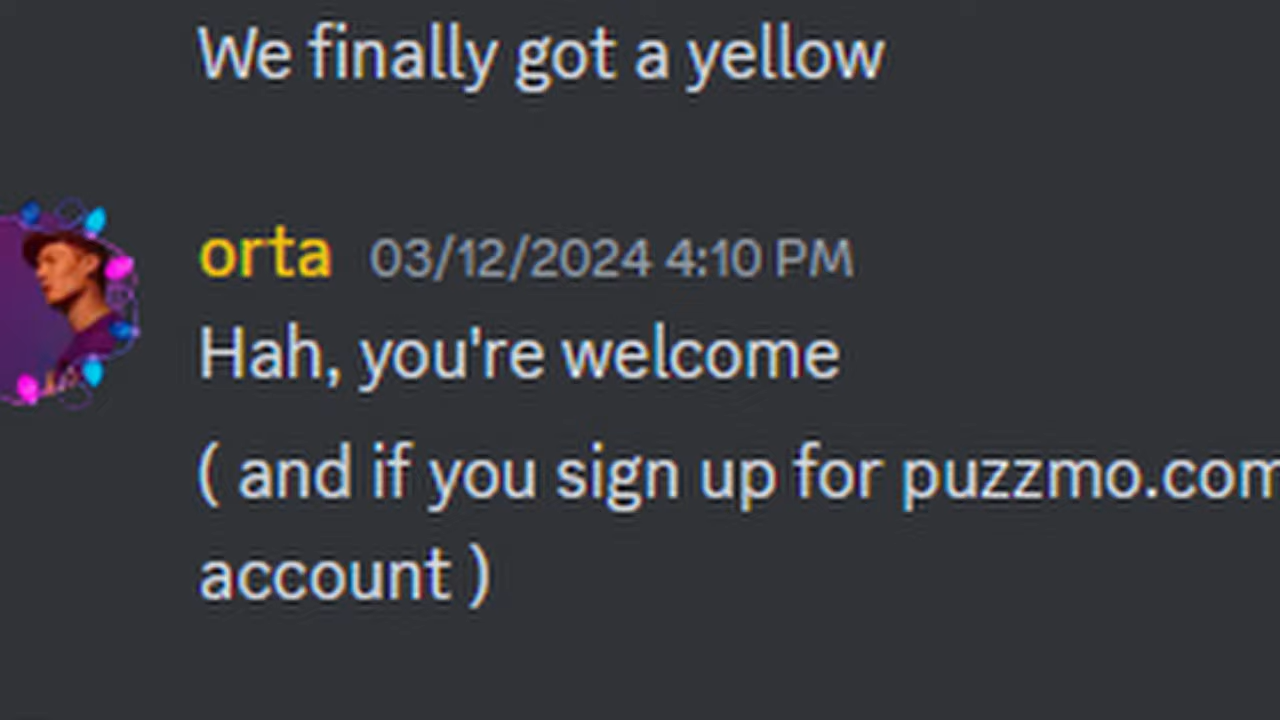 We finally got a yellow
orta 03/12/2024 4:10 PM
Hah, you're welcome
( and if you sign up for puzzmo.com
account )